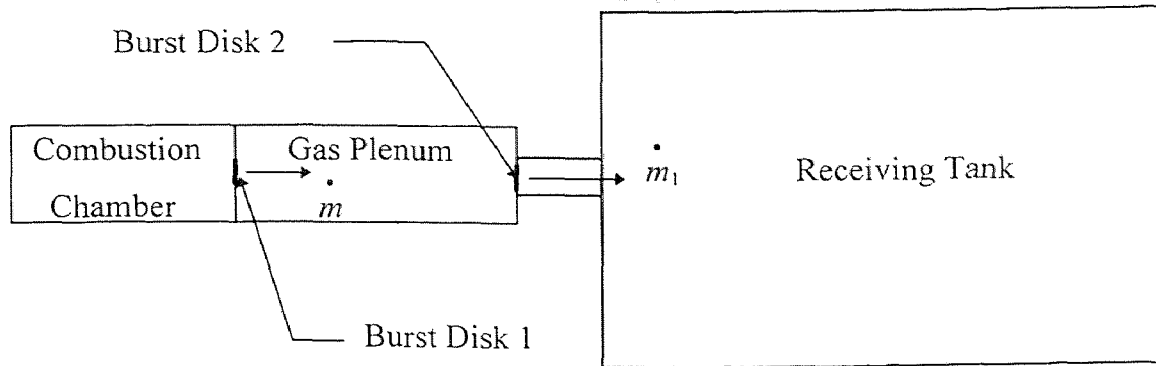 Burst Disk 2
Combustion
Chamber
Gas Plenum
ṁ
ṁ₁
Receiving Tank
Burst Disk 1